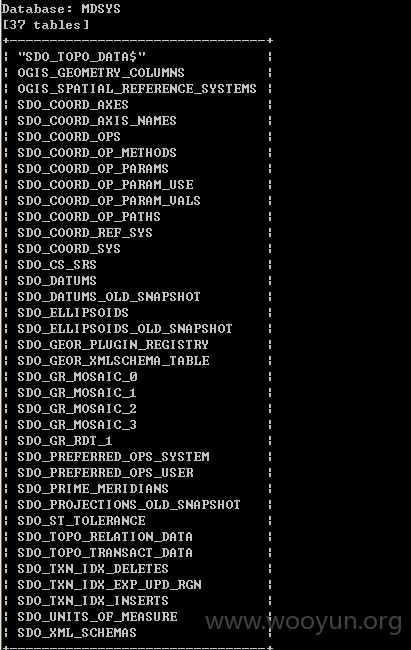 Database: MDSYS
[37 tables]
+-------------------------------+
| "SDO_TOPO_DATA$" |
| OGIS_GEOMETRY_COLUMNS |
| OGIS_SPATIAL_REFERENCE_SYSTEMS |
| SDO_COORD_AXES |
| SDO_COORD_AXIS_NAMES |
| SDO_COORD_OPS |
| SDO_COORD_OP_METHODS |
| SDO_COORD_OP_PARAMS |
| SDO_COORD_OP_PARAM_USE |
| SDO_COORD_OP_PARAM_VALS |
| SDO_COORD_OP_PATHS |
| SDO_COORD_REF_SYS |
| SDO_COORD_SYS |
| SDO_CS_SRS |
| SDO_DATUMS |
| SDO_DATUMS_OLD_SNAPSHOT |
| SDO_ELLIPSOIDS |
| SDO_ELLIPSOIDS_OLD_SNAPSHOT |
| SDO_GEOR_PLUGIN_REGISTRY |
| SDO_GEOR_XMLSCHEMA_TABLE |
| SDO_GR_MOSAIC_0 |
| SDO_GR_MOSAIC_1 |
| SDO_GR_MOSAIC_2 |
| SDO_GR_MOSAIC_3 |
| SDO_GR_RDT_1 |
| SDO_PREFERRED_OPS_SYSTEM |
| SDO_PREFERRED_OPS_USER |
| SDO_PRIME_MERIDIANS |
| SDO_PROJECTIONS_OLD_SNAPSHOT |
| SDO_ST_TOLERANCE |
| SDO_TOPO_RELATION_DATA |
| SDO_TOPO_TRANSACT_DATA |
| SDO_TXN_IDX_DELETES |
| SDO_TXN_IDX_EXP_UPD_RGN |
| SDO_TXN_IDX_INSERTS |
| SDO_UNITS_OF_MEASURE |
| SDO_XML_SCHEMAS |
+-------------------------------+
www.wooyun.org